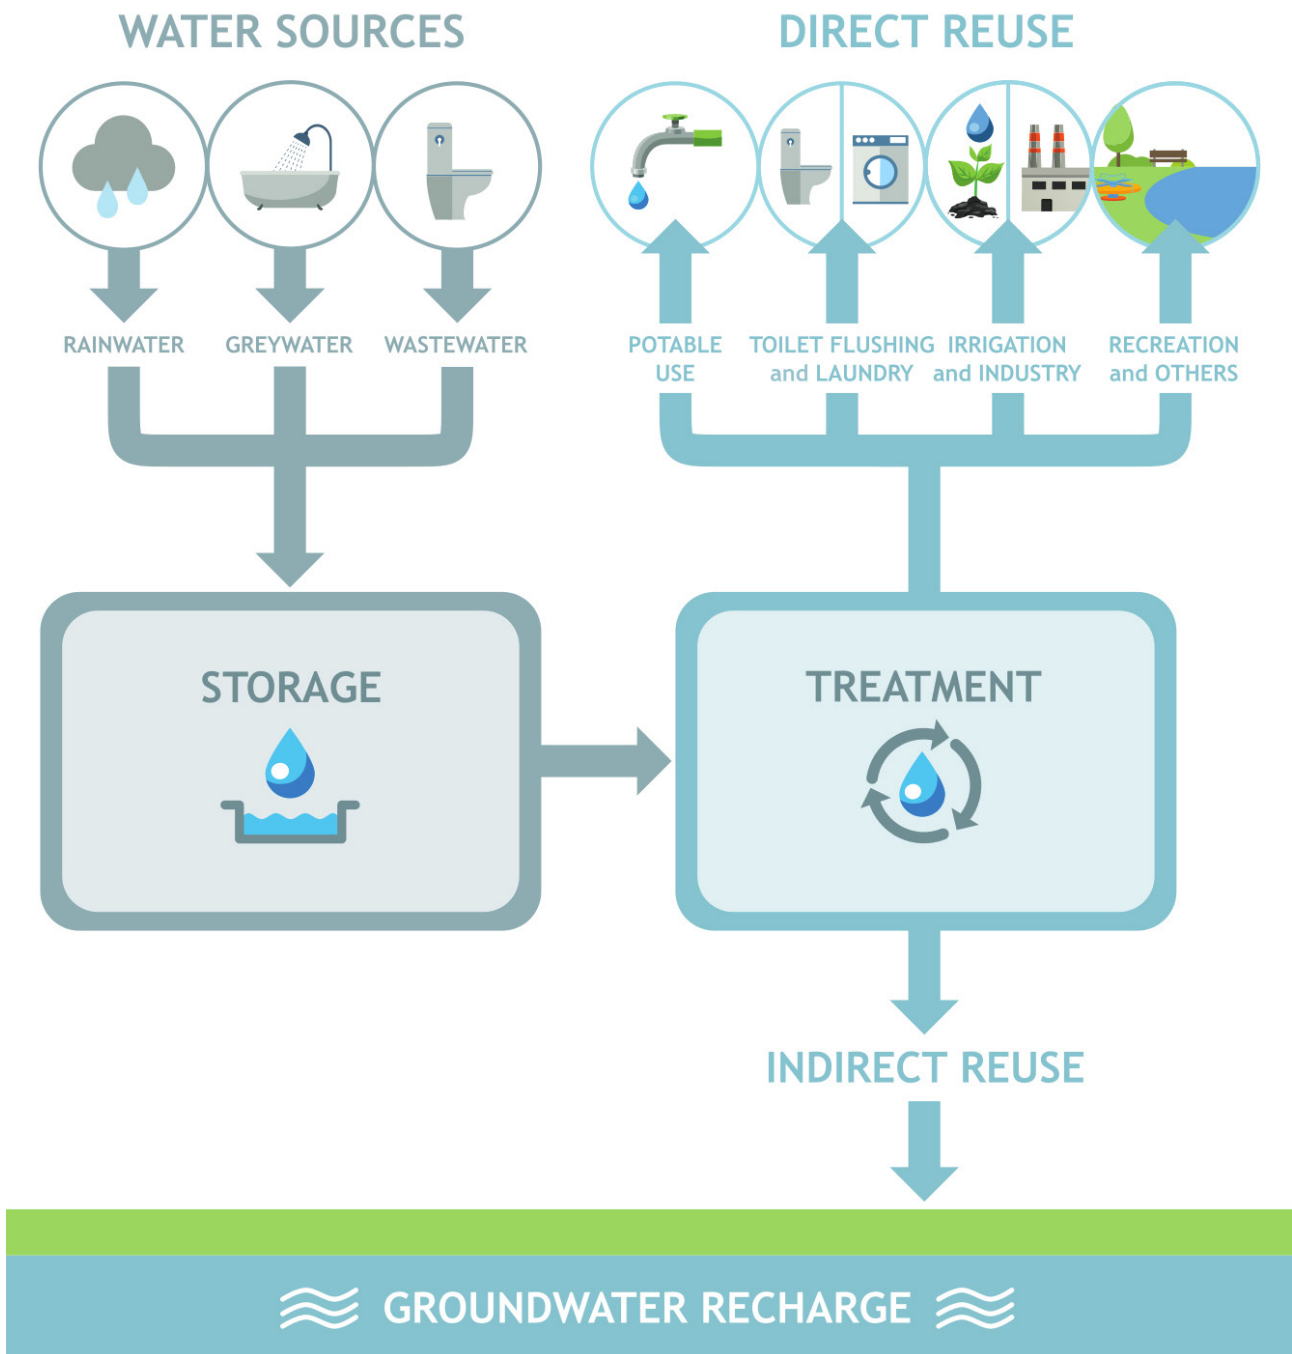 WATER SOURCES
DIRECT REUSE
RAINWATER
GREYWATER
WASTEWATER
POTABLE
USE
TOILET FLUSHING
and LAUNDRY
IRRIGATION
and INDUSTRY
RECREATION
and OTHERS
STORAGE
TREATMENT
INDIRECT REUSE
GROUNDWATER RECHARGE